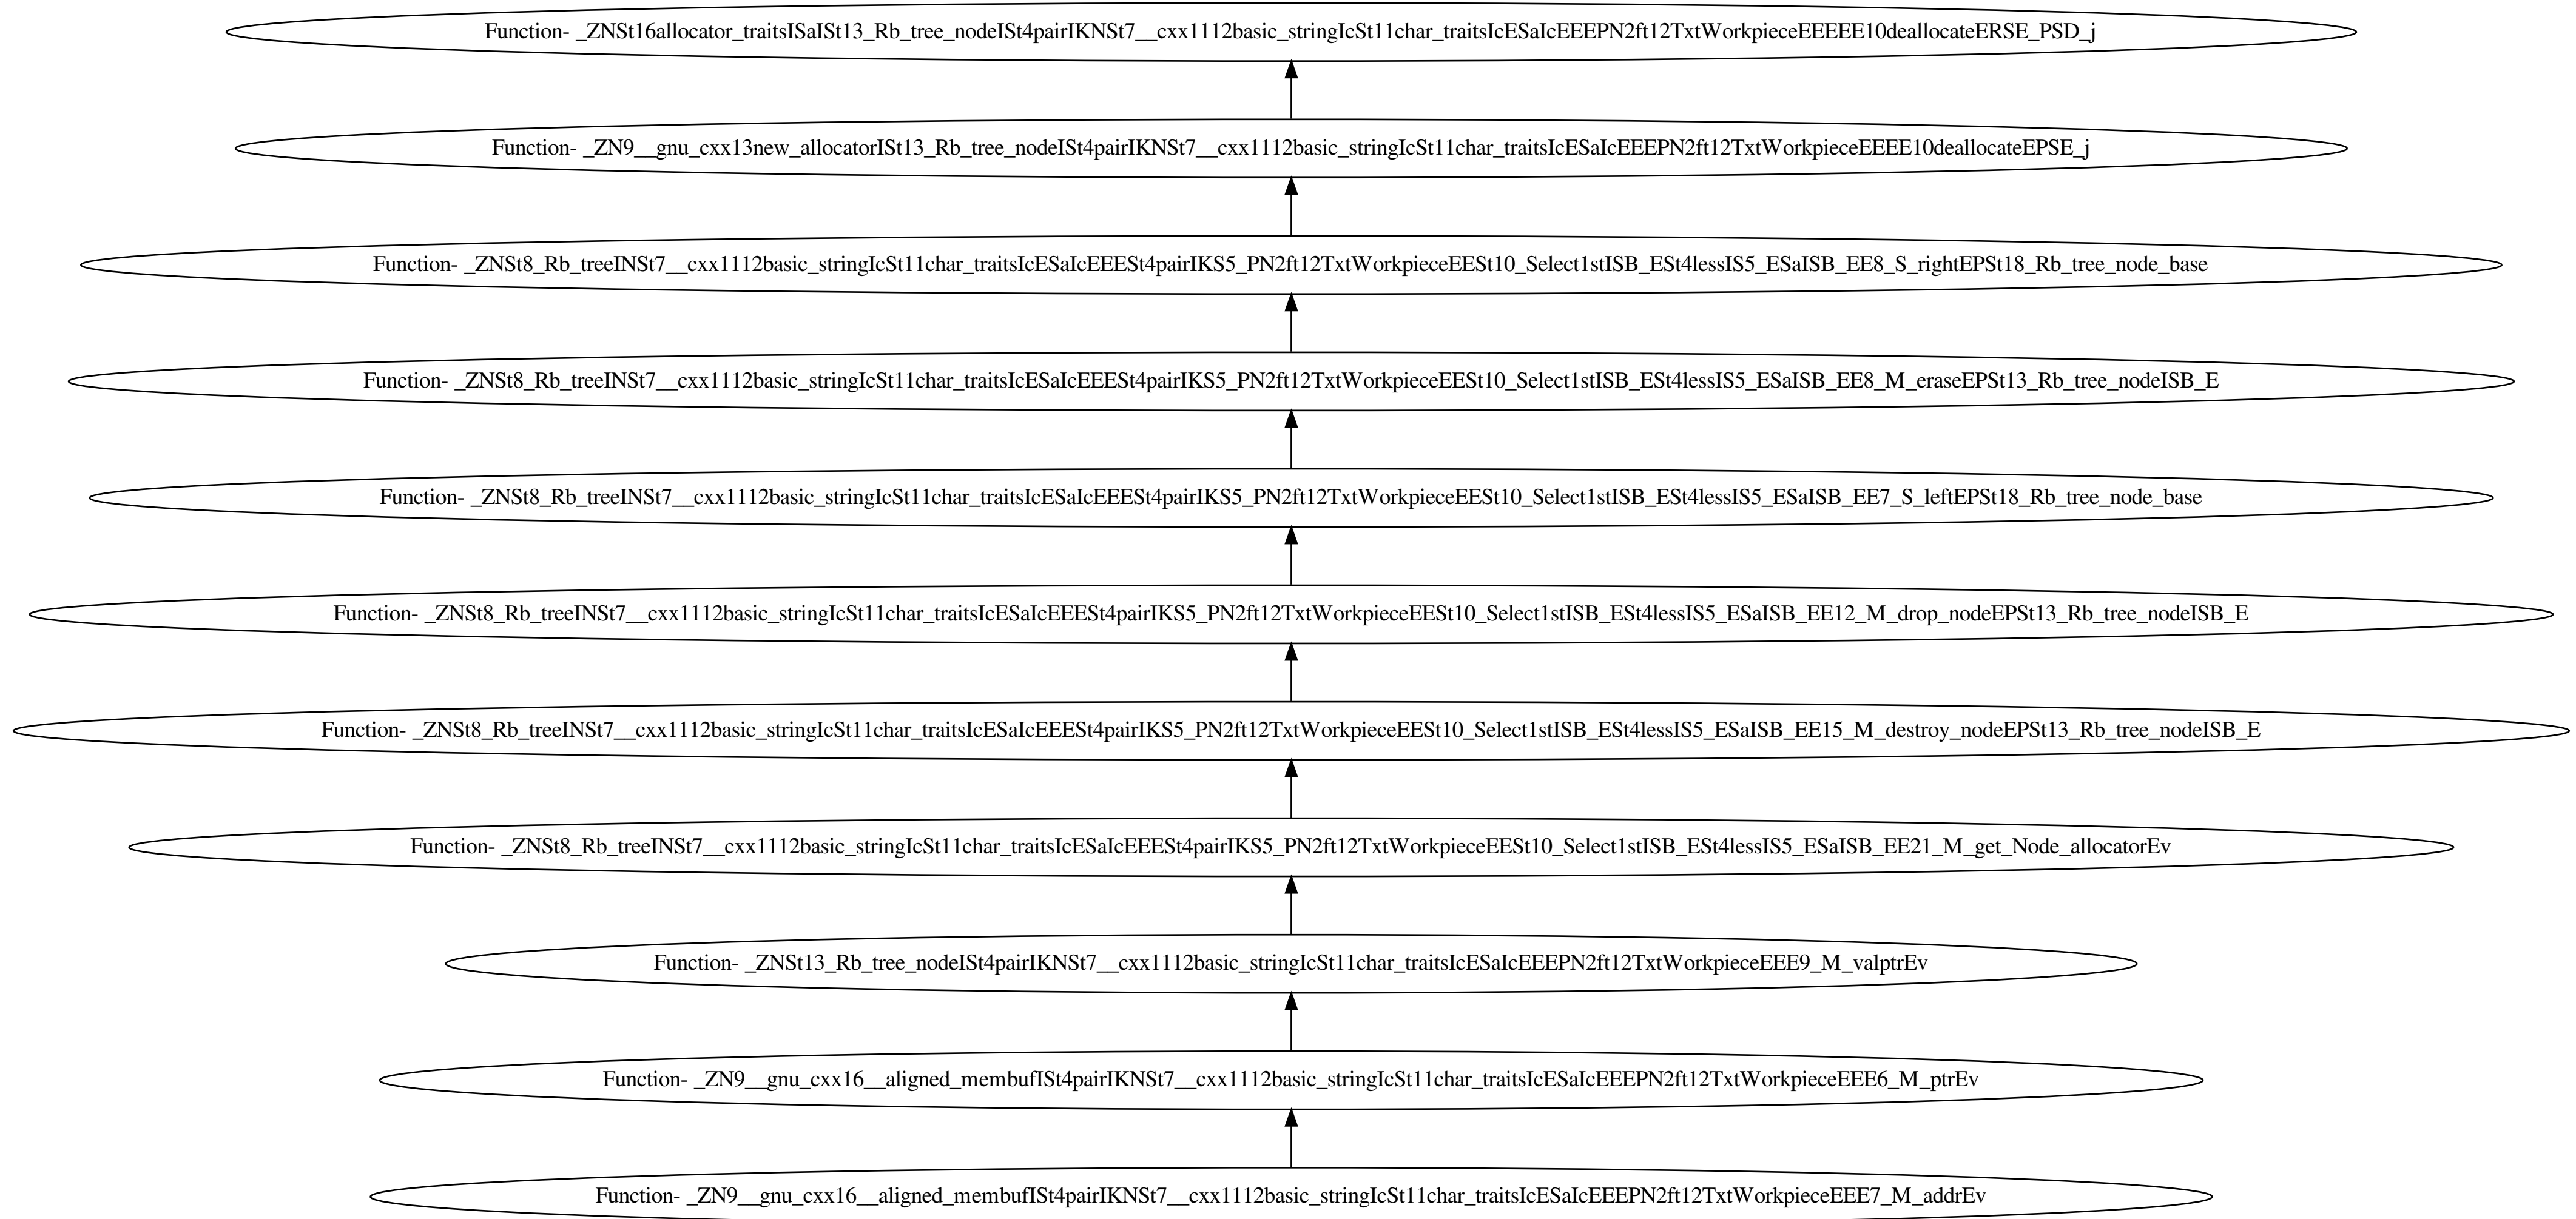 Function- _ZNSt16allocator_traitsISaISt13_Rb_tree_nodeISt4pairIKNSt7__cxx1112basic_stringIcSt11char_traitsIcESaIcEEEPN2ft12TxtWorkpieceEEEEE10deallocateERSE_PSD_j
Function- _ZN9__gnu_cxx13new_allocatorISt13_Rb_tree_nodeISt4pairIKNSt7__cxx1112basic_stringIcSt11char_traitsIcESaIcEEEPN2ft12TxtWorkpieceEEEE10deallocateEPSE_j
Function- _ZNSt8_Rb_treeINSt7__cxx1112basic_stringIcSt11char_traitsIcESaIcEEESt4pairIKS5_PN2ft12TxtWorkpieceEESt10_Select1stISB_ESt4lessIS5_ESaISB_EE8_S_rightEPSt18_Rb_tree_node_base
Function- _ZNSt8_Rb_treeINSt7__cxx1112basic_stringIcSt11char_traitsIcESaIcEEESt4pairIKS5_PN2ft12TxtWorkpieceEESt10_Select1stISB_ESt4lessIS5_ESaISB_EE8_M_eraseEPSt13_Rb_tree_nodeISB_E
Function- _ZNSt8_Rb_treeINSt7__cxx1112basic_stringIcSt11char_traitsIcESaIcEEESt4pairIKS5_PN2ft12TxtWorkpieceEESt10_Select1stISB_ESt4lessIS5_ESaISB_EE7_S_leftEPSt18_Rb_tree_node_base
Function- _ZNSt8_Rb_treeINSt7__cxx1112basic_stringIcSt11char_traitsIcESaIcEEESt4pairIKS5_PN2ft12TxtWorkpieceEESt10_Select1stISB_ESt4lessIS5_ESaISB_EE12_M_drop_nodeEPSt13_Rb_tree_nodeISB_E
Function- _ZNSt8_Rb_treeINSt7__cxx1112basic_stringIcSt11char_traitsIcESaIcEEESt4pairIKS5_PN2ft12TxtWorkpieceEESt10_Select1stISB_ESt4lessIS5_ESaISB_EE15_M_destroy_nodeEPSt13_Rb_tree_nodeISB_E
Function- _ZNSt8_Rb_treeINSt7__cxx1112basic_stringIcSt11char_traitsIcESaIcEEESt4pairIKS5_PN2ft12TxtWorkpieceEESt10_Select1stISB_ESt4lessIS5_ESaISB_EE21_M_get_Node_allocatorEv
Function- _ZNSt13_Rb_tree_nodeISt4pairIKNSt7__cxx1112basic_stringIcSt11char_traitsIcESaIcEEEPN2ft12TxtWorkpieceEEE9_M_valptrEv
Function- _ZN9__gnu_cxx16__aligned_membufISt4pairIKNSt7__cxx1112basic_stringIcSt11char_traitsIcESaIcEEEPN2ft12TxtWorkpieceEEE6_M_ptrEv
Function- _ZN9__gnu_cxx16__aligned_membufISt4pairIKNSt7__cxx1112basic_stringIcSt11char_traitsIcESaIcEEEPN2ft12TxtWorkpieceEEE7_M_addrEv